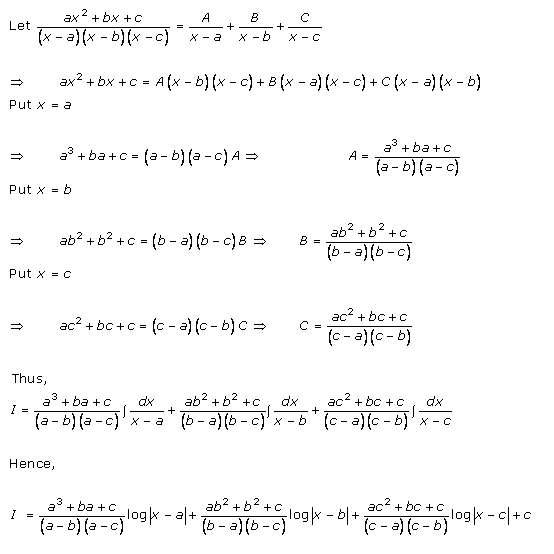 Let (ax² + bx + c)/((x − a)(x − b)(x − c)) = A/(x − a) + B/(x − b) + C/(x − c)
⇒ ax² + bx + c = A(x − b)(x − c) + B(x − a)(x − c) + C(x − a)(x − b)
Put x = a
⇒ a³ + ba + c = (a − b)(a − c) A ⇒ A = (a³ + ba + c)/((a − b)(a − c))
Put x = b
⇒ ab² + b² + c = (b − a)(b − c) B ⇒ B = (ab² + b² + c)/((b − a)(b − c))
Put x = c
⇒ ac² + bc + c = (c − a)(c − b) C ⇒ C = (ac² + bc + c)/((c − a)(c − b))
Thus,
I = (a³ + ba + c)/((a − b)(a − c)) ∫ dx/(x − a) + (ab² + b² + c)/((b − a)(b − c)) ∫ dx/(x − b) + (ac² + bc + c)/((c − a)(c − b)) ∫ dx/(x − c)
Hence,
I = (a³ + ba + c)/((a − b)(a − c)) log|x − a| + (ab² + b² + c)/((b − a)(b − c)) log|x − b| + (ac² + bc + c)/((c − a)(c − b)) log|x − c| + c